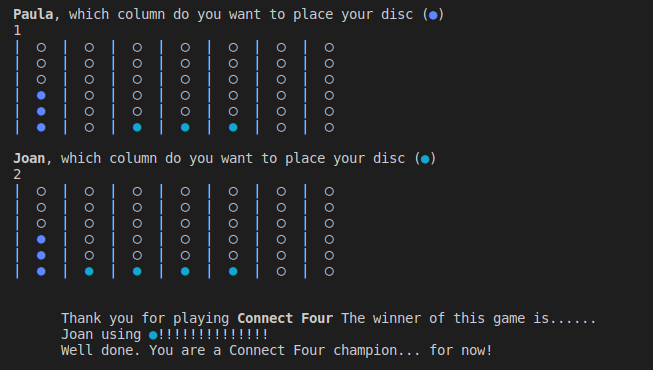 Paula, which column do you want to place your disc (●)
1
| ○ | ○ | ○ | ○ | ○ | ○ | ○
| ○ | ○ | ○ | ○ | ○ | ○ | ○
| ○ | ○ | ○ | ○ | ○ | ○ | ○
| ● | ○ | ○ | ○ | ○ | ○ | ○
| ● | ○ | ○ | ○ | ○ | ○ | ○
| ● | ○ | ● | ● | ● | ○ | ○
Joan, which column do you want to place your disc (●)
2
| ○ | ○ | ○ | ○ | ○ | ○ | ○
| ○ | ○ | ○ | ○ | ○ | ○ | ○
| ○ | ○ | ○ | ○ | ○ | ○ | ○
| ● | ○ | ○ | ○ | ○ | ○ | ○
| ● | ○ | ○ | ○ | ○ | ○ | ○
| ● | ● | ● | ● | ● | ○ | ○
Thank you for playing Connect Four The winner of this game is......
Joan using ●!!!!!!!!!!!!!!
Well done. You are a Connect Four champion... for now!